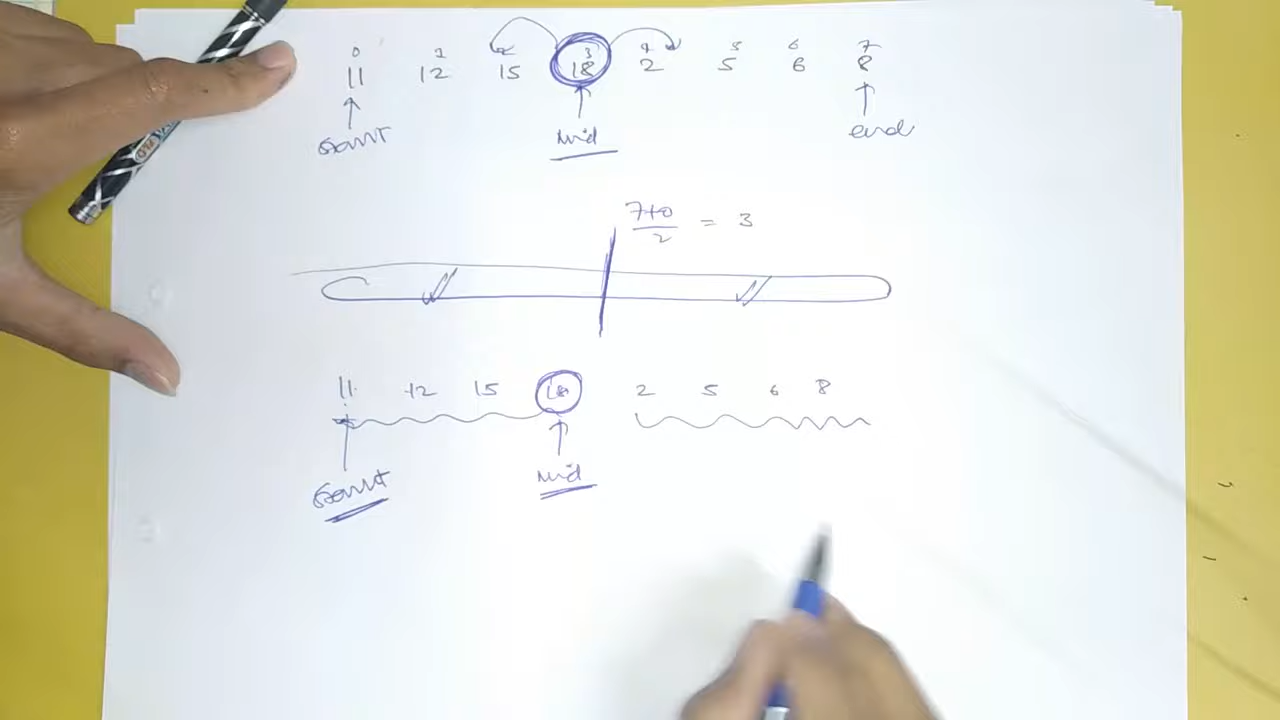 0 1 2 3 4 5 6 7
11 12 15 18 2 5 6 8
start mid end
7+0
2
= 3
11 12 15 18 2 5 6 8
start mid